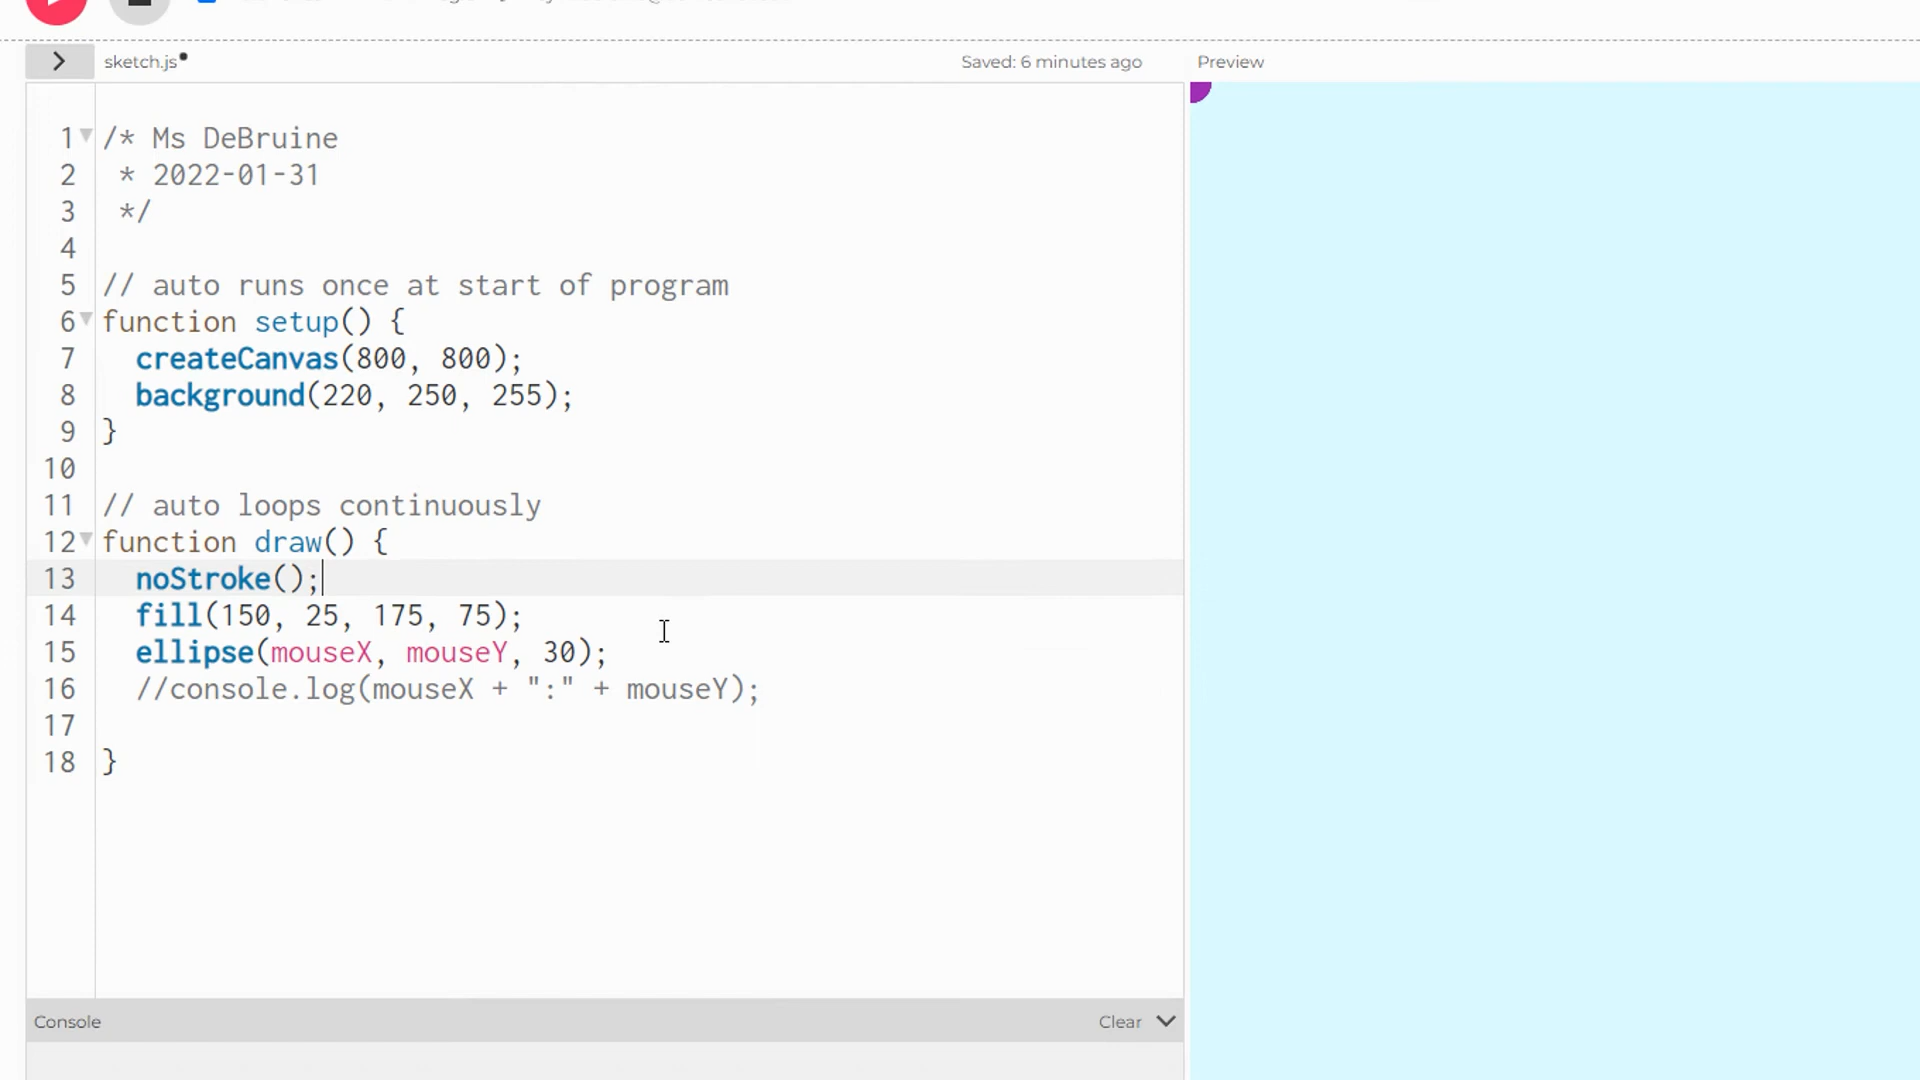 sketch.js
Saved: 6 minutes ago
Preview
1 /* Ms DeBruine
2  * 2022-01-31
3  */
4
5 // auto runs once at start of program
6 function setup() {
7   createCanvas(800, 800);
8   background(220, 250, 255);
9 }
10
11 // auto loops continuously
12 function draw() {
13   noStroke();
14   fill(150, 25, 175, 75);
15   ellipse(mouseX, mouseY, 30);
16   //console.log(mouseX + ":" + mouseY);
17
18 }
Console
Clear